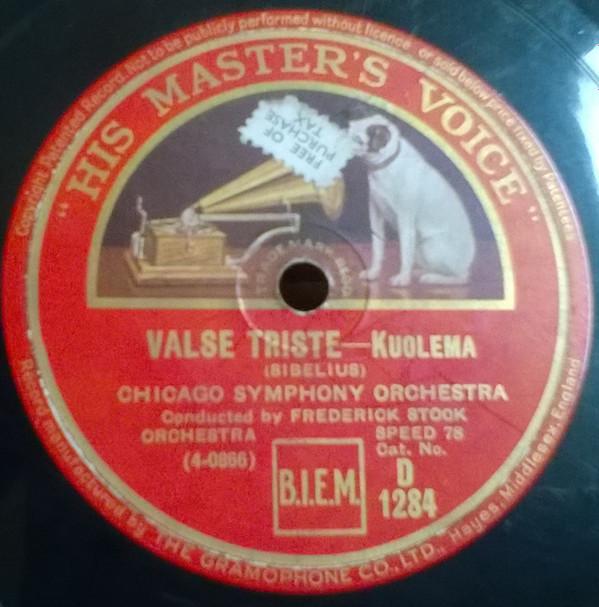 Copyright, Patented Record, Not to be publicly performed without licence or sold below price fixed by Patentees
"HIS MASTER'S VOICE"
FREE OF
PURCHASE
TAX
TRADE MARK
VALSE TRISTE—KUOLEMA
(SIBELIUS)
CHICAGO SYMPHONY ORCHESTRA
Conducted by FREDERICK STOCK
ORCHESTRA
SPEED 78
Cat. No.
(4-0866)
B.I.E.M.
D
1284
Record manufactured by THE GRAMOPHONE CO., LTD., Hayes, Middlesex, England